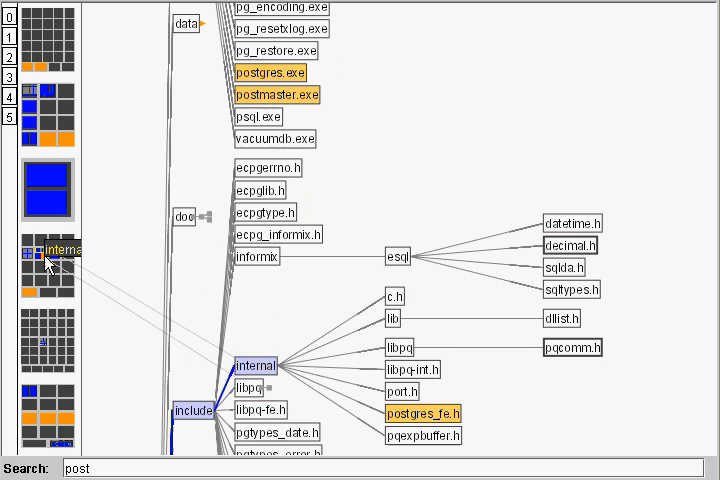 0
1
2
3
4
5
interna
data
doc
include
pg_encoding.exe
pg_resetxlog.exe
pg_restore.exe
postgres.exe
postmaster.exe
psql.exe
vacuumdb.exe
ecpgerrno.h
ecpglib.h
ecpgtype.h
ecpg_informix.h
informix
internal
libpq
libpq-fe.h
pgtypes_date.h
pgtypes_error.h
esql
c.h
lib
libpq
libpq-int.h
port.h
postgres_fe.h
pqexpbuffer.h
datetime.h
decimal.h
sqlda.h
sqltypes.h
dllist.h
pqcomm.h
Search: post